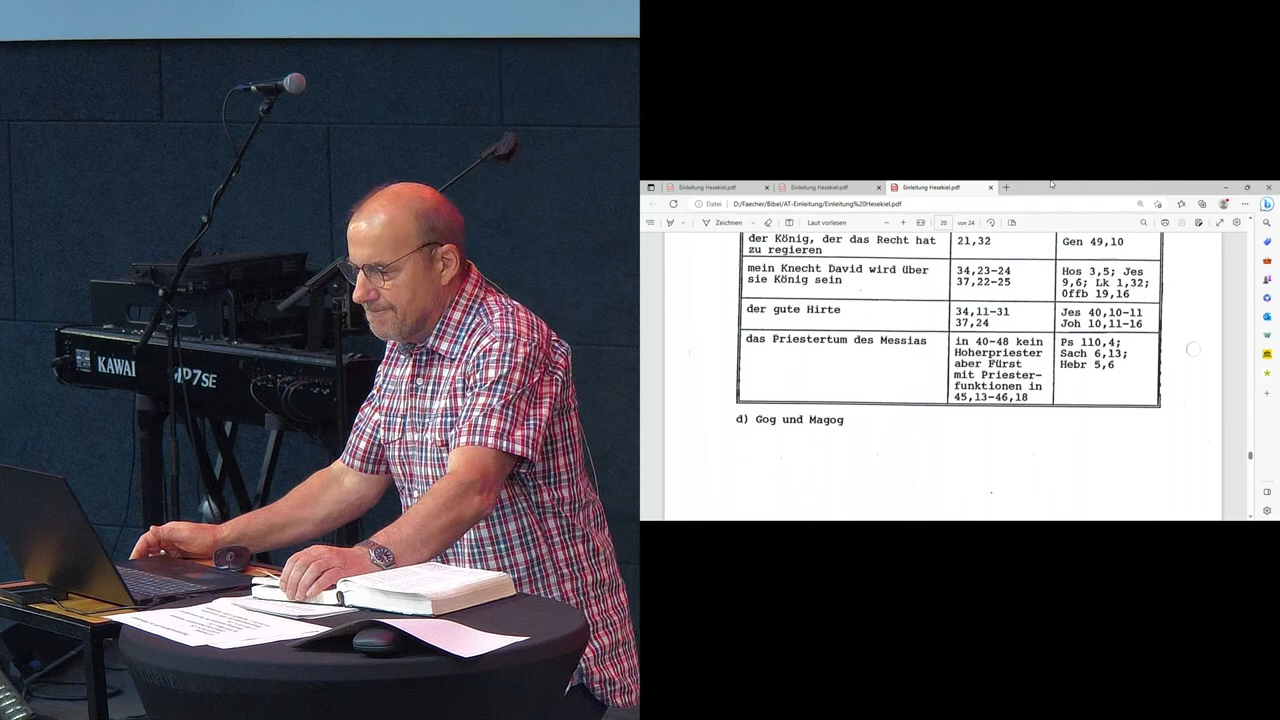 KAWAI MP7SE
Einleitung Hesekiel.pdf
Einleitung Hesekiel.pdf
Einleitung Hesekiel.pdf
Datei D:/Faecher/Bibel/AT-Einleitung/Einleitung%20Hesekiel.pdf
Zeichnen Laut vorlesen 20 von 24
der König, der das Recht hat 21,32 Gen 49,10
zu regieren
mein Knecht David wird über 34,23-24 Hos 3,5; Jes
sie König sein 37,22-25 9,6; Lk 1,32;
Offb 19,16
der gute Hirte 34,11-31 Jes 40,10-11
37,24 Joh 10,11-16
das Priestertum des Messias in 40-48 kein Ps 110,4;
Hoherpriester Sach 6,13;
aber Fürst Hebr 5,6
mit Priester-
funktionen in
45,13-46,18
d) Gog und Magog